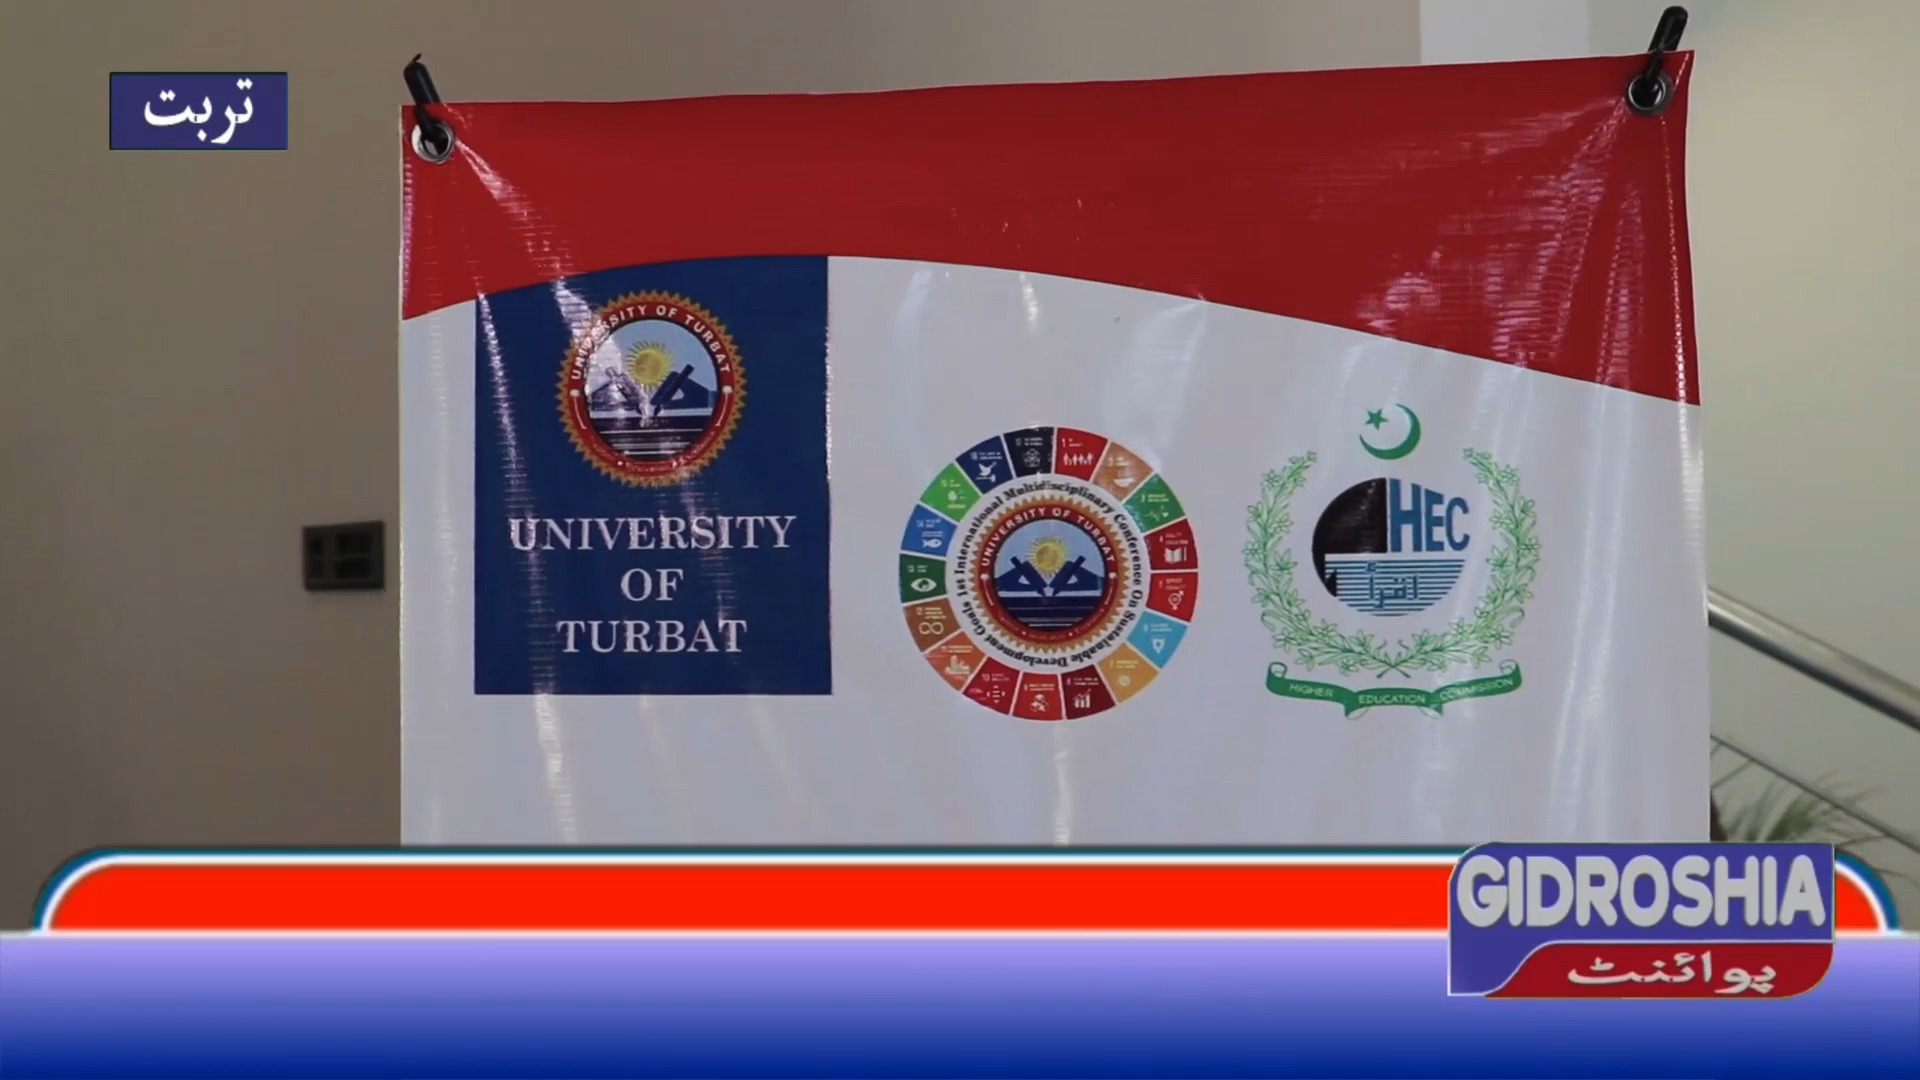 تربت
UNIVERSITY OF TURBAT
UNIVERSITY
OF
TURBAT
1st International Multidisciplinary Conference On Sustainable Development Goals
UNIVERSITY OF TURBAT
HEC
اقرأ
HIGHER EDUCATION COMMISSION
GIDROSHIA
پوائنٹ